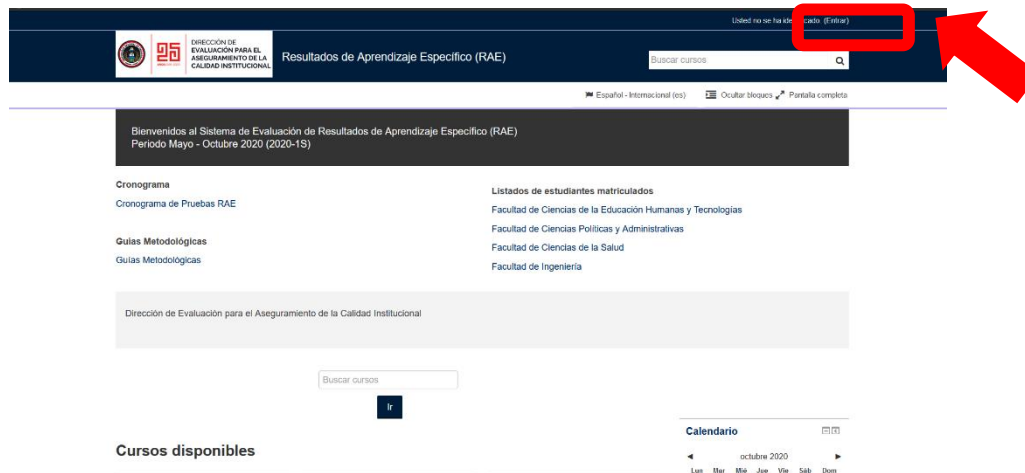 Usted no se ha identificado. (Entrar)
25
DIRECCIÓN DE
EVALUACIÓN PARA EL
ASEGURAMIENTO DE LA
CALIDAD INSTITUCIONAL
Resultados de Aprendizaje Específico (RAE)
Buscar cursos
Español - Internacional (es)
Ocultar bloques
Pantalla completa
Bienvenidos al Sistema de Evaluación de Resultados de Aprendizaje Específico (RAE)
Periodo Mayo - Octubre 2020 (2020-1S)
Cronograma
Cronograma de Pruebas RAE
Guías Metodológicas
Guías Metodológicas
Listados de estudiantes matriculados
Facultad de Ciencias de la Educación Humanas y Tecnologías
Facultad de Ciencias Políticas y Administrativas
Facultad de Ciencias de la Salud
Facultad de Ingeniería
Dirección de Evaluación para el Aseguramiento de la Calidad Institucional
Buscar cursos
Ir
Cursos disponibles
Calendario
octubre 2020
Lun Mar Mié Jue Vie Sáb Dom